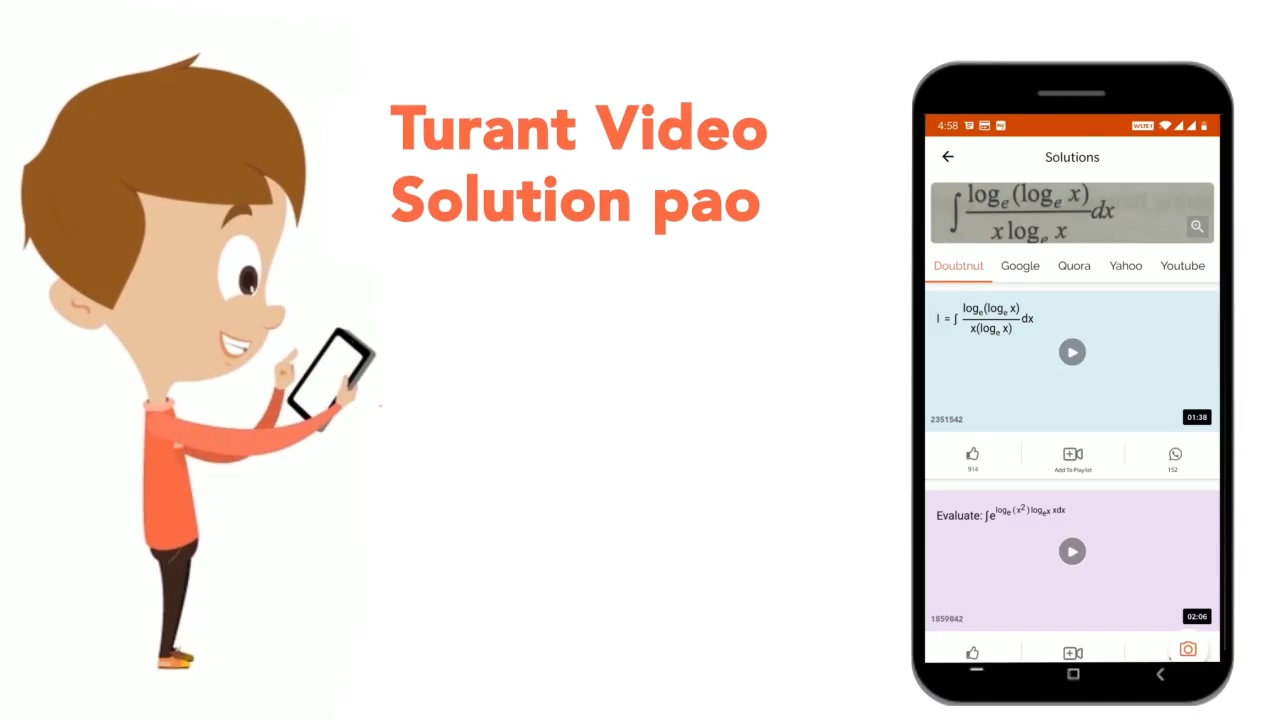 Turant Video
Solution pao
4:58
VoLTE1
Solutions
∫ logₑ(logₑ x) / x logₑ x dx
Doubtnut Google Quora Yahoo Youtube
I = ∫ logₑ(logₑ x) / x(logₑ x) dx
2351542
01:38
914
Add To Playlist
152
Evaluate: ∫e^logₑ(x²)logₑx xdx
1859842
02:06